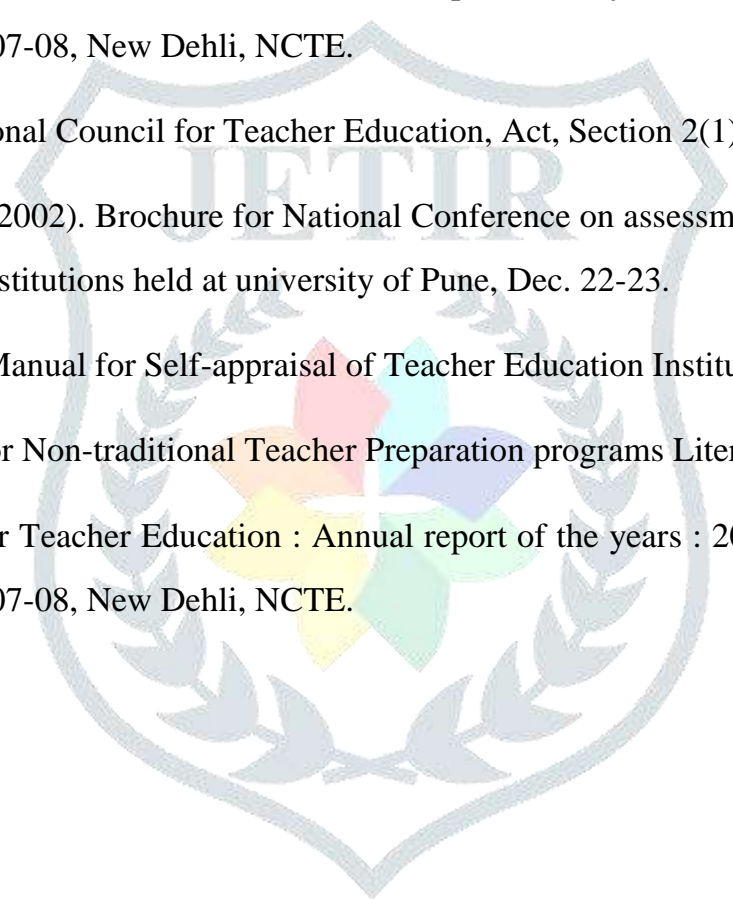 07-08, New Dehli, NCTE.
onal Council for Teacher Education, Act, Section 2(1)
JETIR
2002). Brochure for National Conference on assessm
stitutions held at university of Pune, Dec. 22-23.
Manual for Self-appraisal of Teacher Education Institu
or Non-traditional Teacher Preparation programs Liter
r Teacher Education : Annual report of the years : 20
07-08, New Dehli, NCTE.